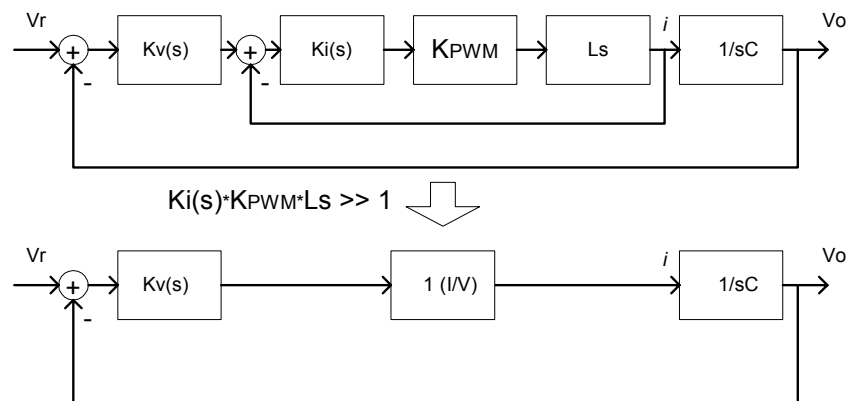 Vr
+
-
Kv(s)
+
-
Ki(s)
KPWM
Ls
i
1/sC
Vo
Ki(s)*KPWM*Ls >> 1
Vr
+
-
Kv(s)
1 (I/V)
i
1/sC
Vo